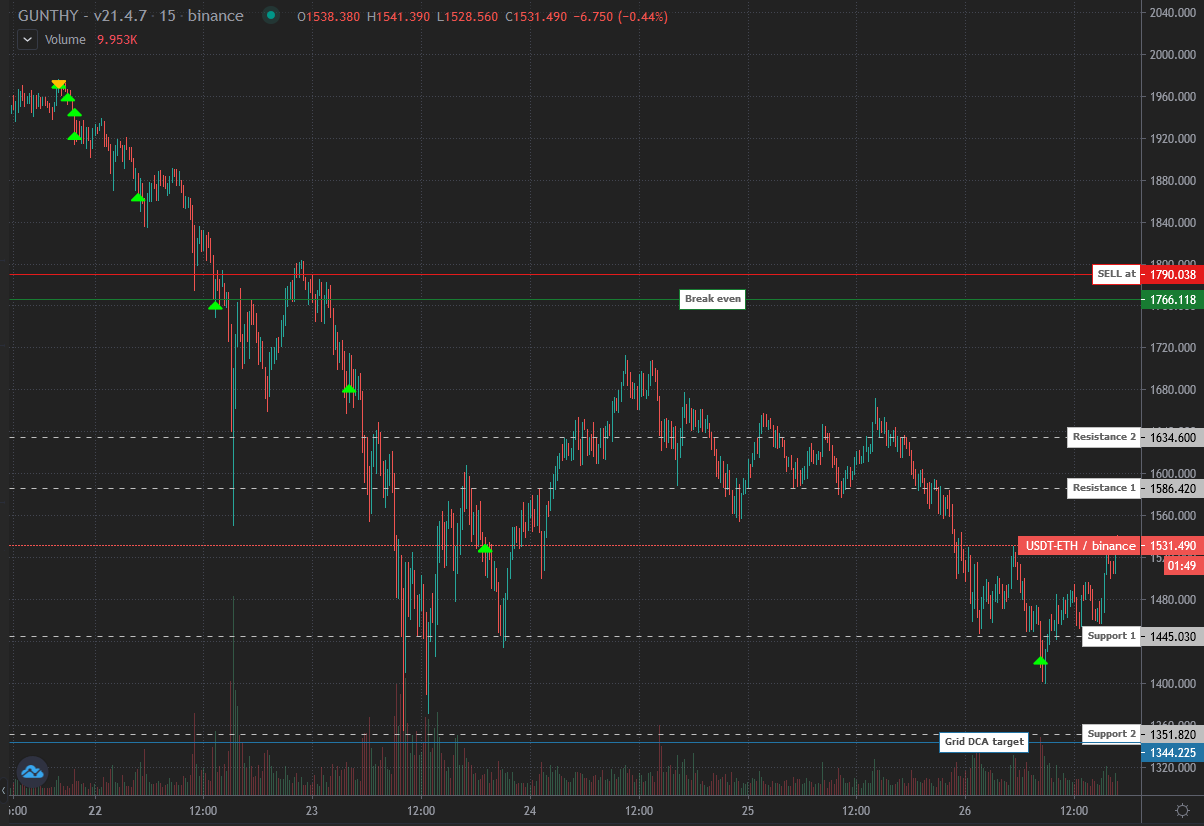 GUNTHY - v21.4.7 · 15 · binance O1538.380 H1541.390 L1528.560 C1531.490 −6.750 (−0.44%)
Volume 9.953K
2040.000
2000.000
1960.000
1920.000
1880.000
1840.000
SELL at 1790.038
Break even 1766.118
1720.000
1680.000
Resistance 2 1634.600
1600.000
Resistance 1 1586.420
1560.000
USDT-ETH / binance 1531.490
01:49
1480.000
Support 1 1445.030
1400.000
Support 2 1351.820
Grid DCA target 1344.225
1320.000
:00 22 12:00 23 12:00 24 12:00 25 12:00 26 12:00